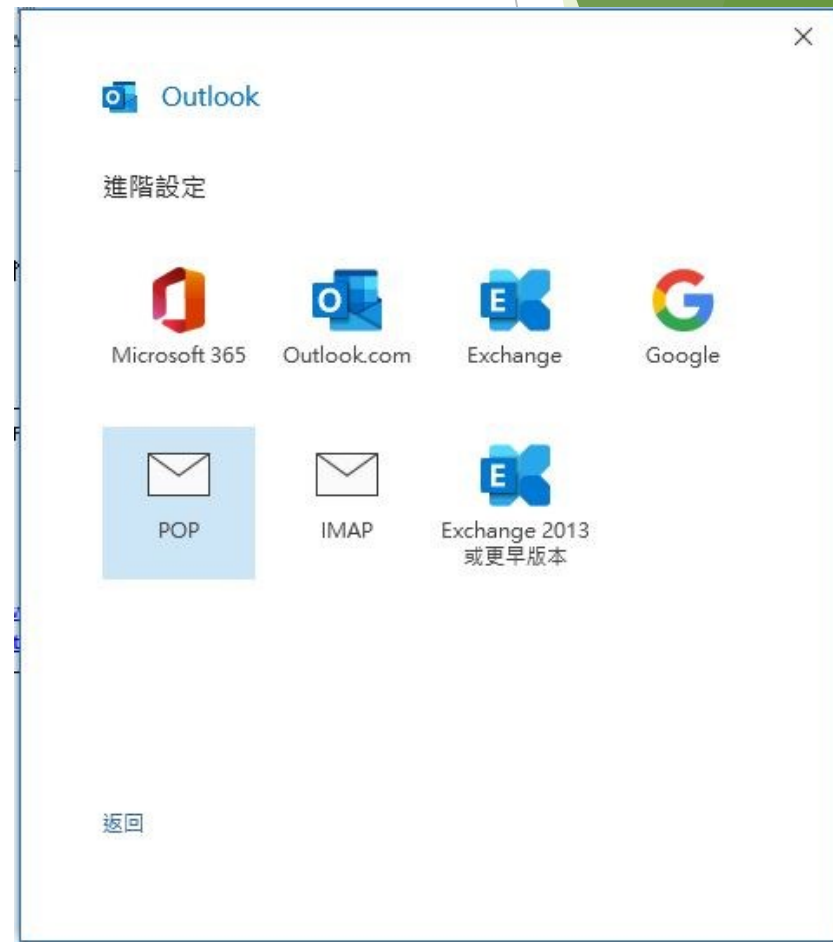 Outlook
進階設定
Microsoft 365
Outlook.com
Exchange
Google
POP
IMAP
Exchange 2013
或更早版本
返回